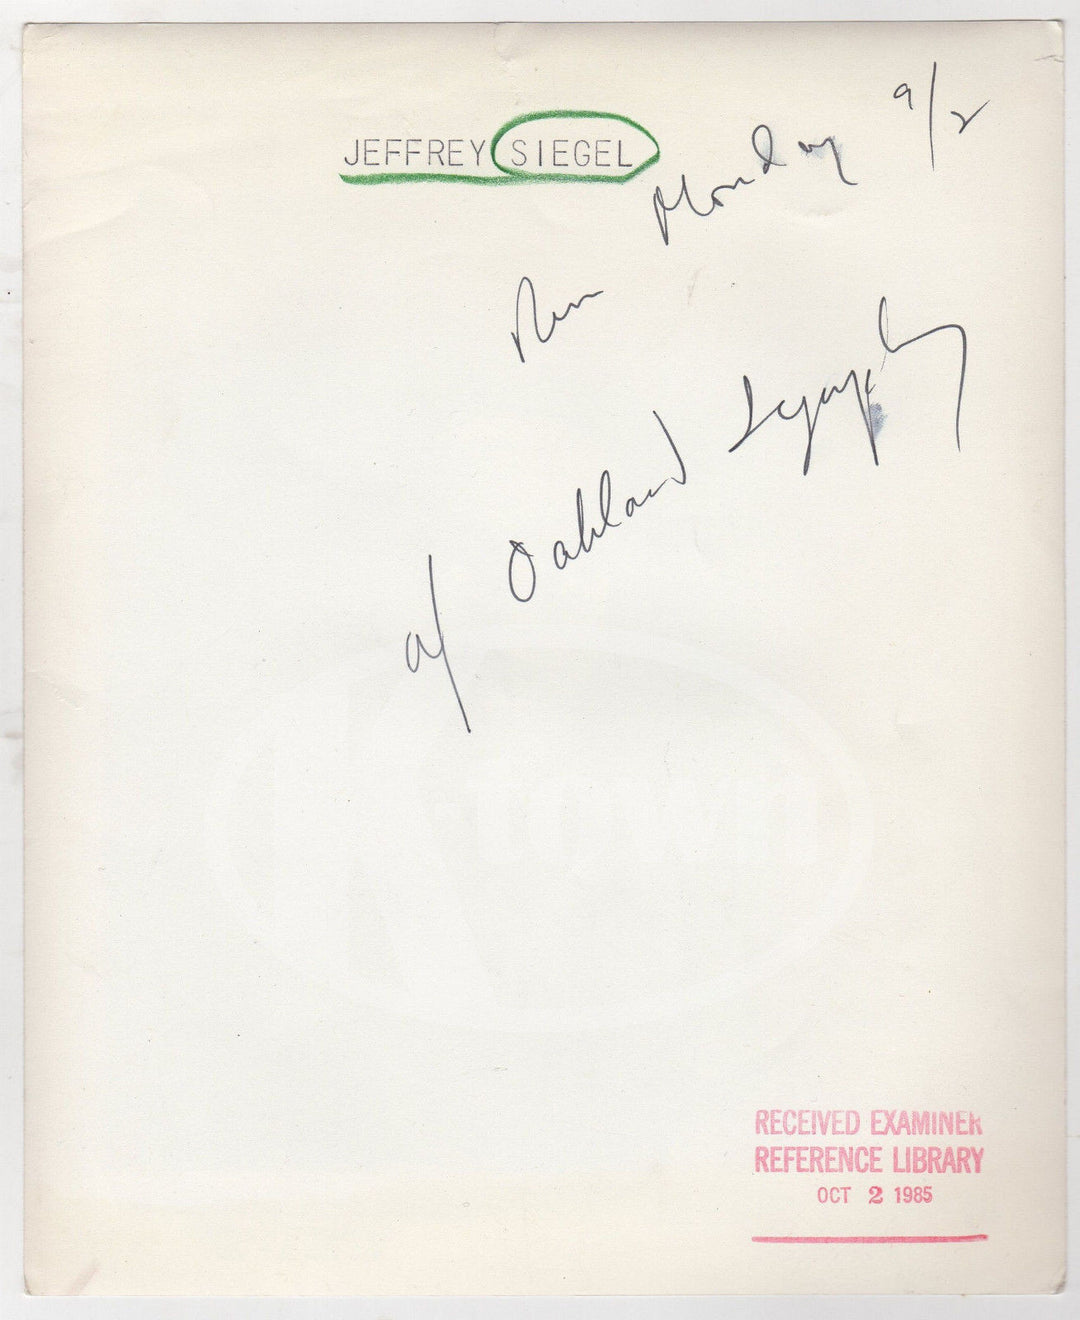 JEFFREY SIEGEL
Run Monday 9/2
w/ Oakland Symphony
RECEIVED EXAMINER
REFERENCE LIBRARY
OCT 2 1985